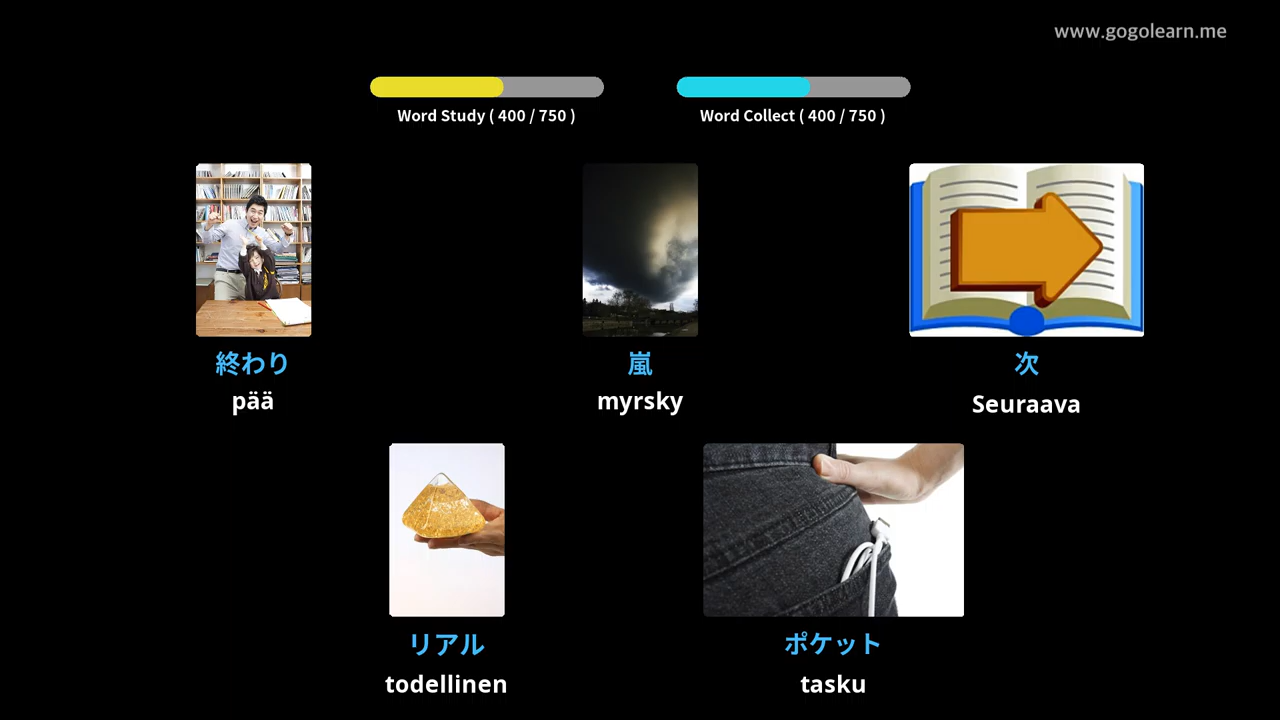 www.gogolearn.me
Word Study ( 400 / 750 )
Word Collect ( 400 / 750 )
終わり
pää
嵐
myrsky
次
Seuraava
リアル
todellinen
ポケット
tasku